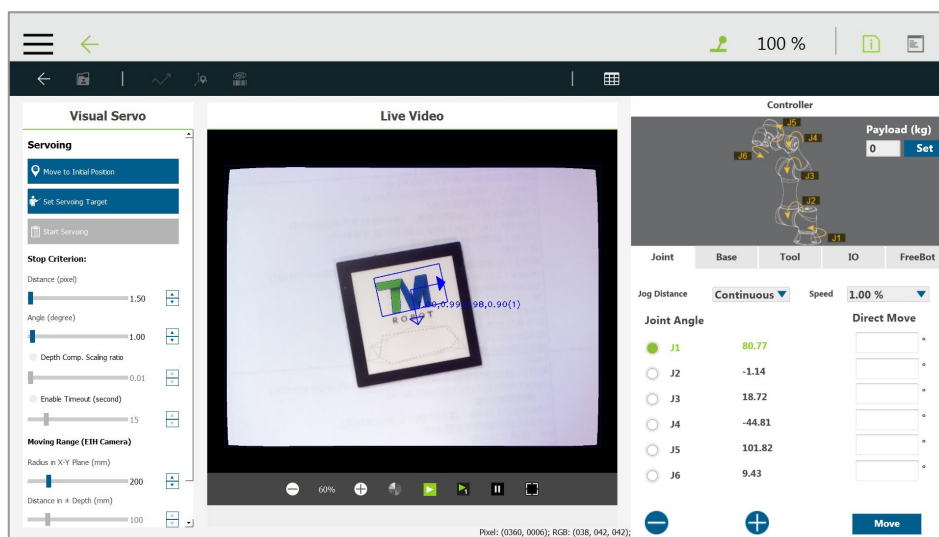 100 %
Visual Servo
Servoing
Move to Initial Position
Set Servoing Target
Start Servoing
Stop Criterion:
Distance (pixel)
1.50
Angle (degree)
1.00
Depth Comp. Scaling ratio
0.01
Enable Timeout (second)
15
Moving Range (EIH Camera)
Radius in X-Y Plane (mm)
200
Distance in ± Depth (mm)
100
Live Video
TM
ROBOT
60%
Pixel: (0360, 0006); RGB: (038, 042, 042);
Controller
J5
J4
J6
J3
J2
J1
Payload (kg)
0 Set
Joint Base Tool IO FreeBot
Jog Distance Continuous Speed 1.00 %
Joint Angle Direct Move
J1 80.77 °
J2 -1.14 °
J3 18.72 °
J4 -44.81 °
J5 101.82 °
J6 9.43 °
Move